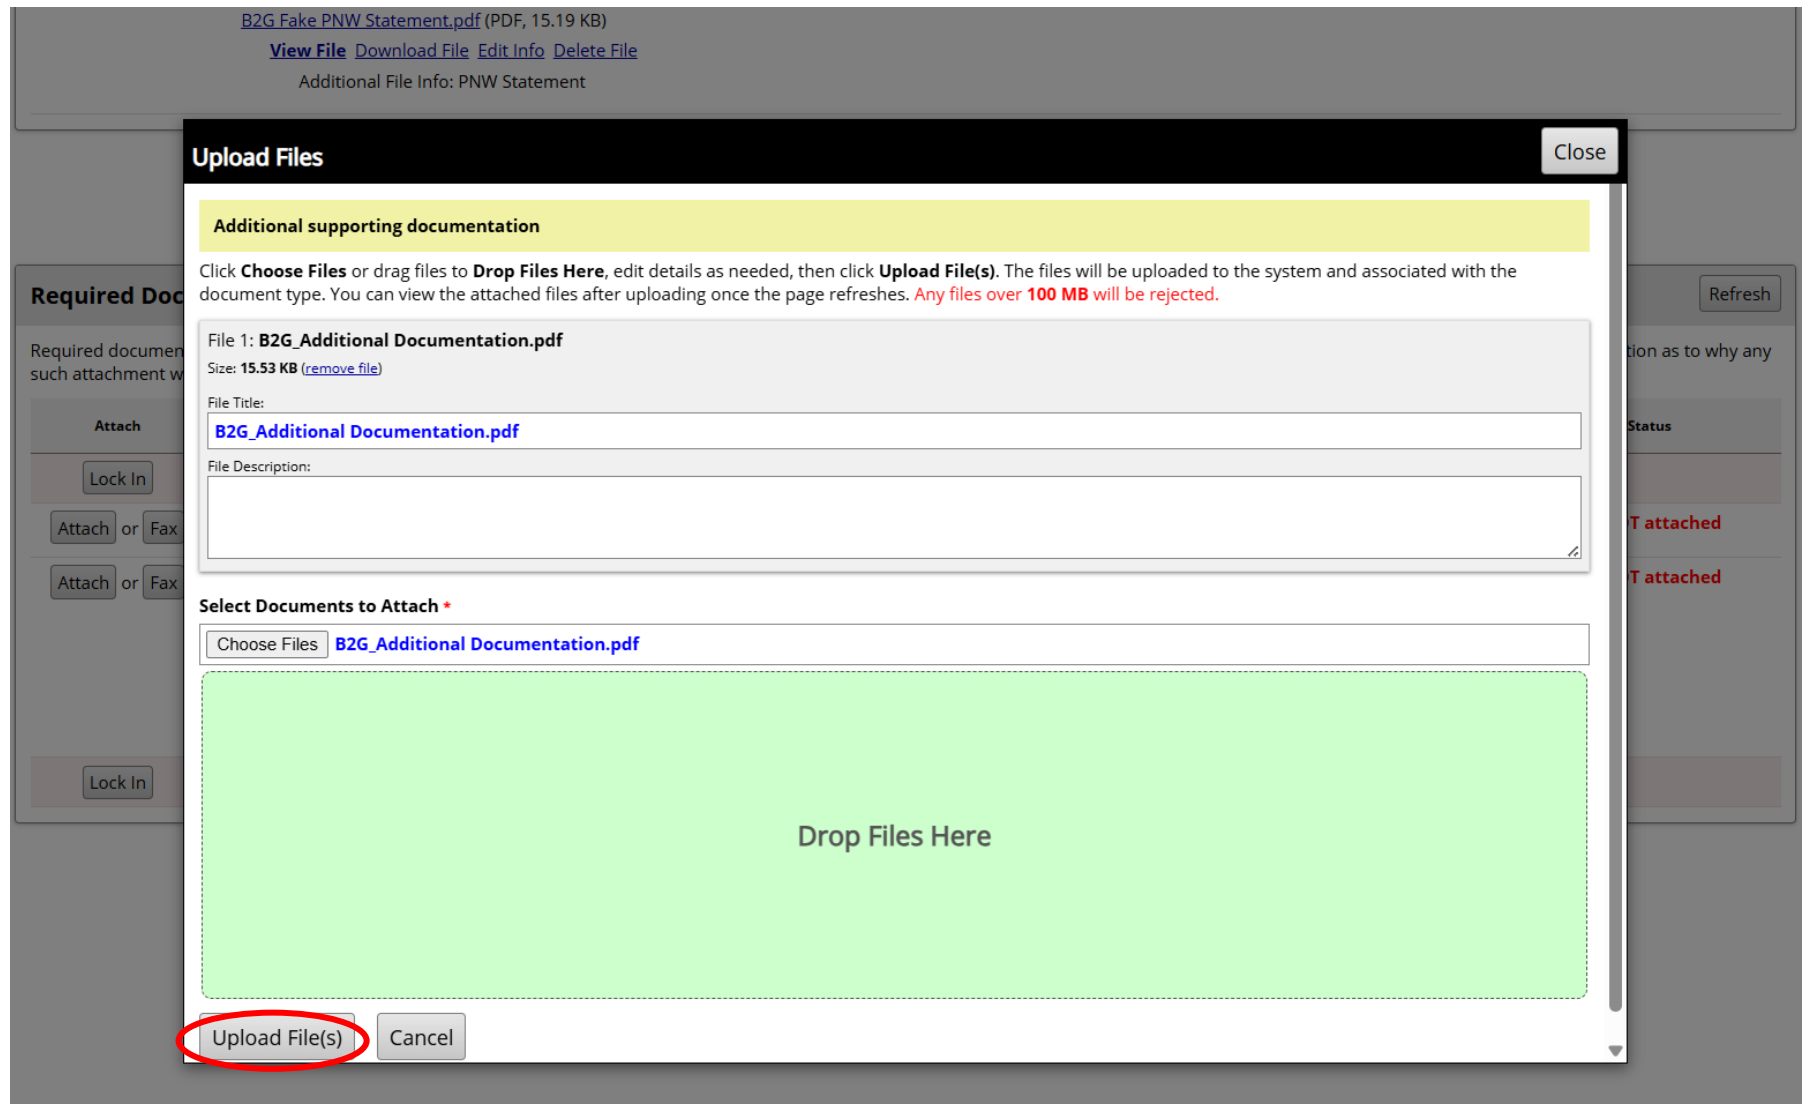 B2G Fake PNW Statement.pdf (PDF, 15.19 KB)
View File Download File Edit Info Delete File
Additional File Info: PNW Statement
Upload Files
Close
Additional supporting documentation
Click Choose Files or drag files to Drop Files Here, edit details as needed, then click Upload File(s). The files will be uploaded to the system and associated with the
document type. You can view the attached files after uploading once the page refreshes. Any files over 100 MB will be rejected.
File 1: B2G_Additional Documentation.pdf
Size: 15.53 KB (remove file)
File Title:
B2G_Additional Documentation.pdf
File Description:
Select Documents to Attach *
Choose Files B2G_Additional Documentation.pdf
Drop Files Here
Upload File(s) Cancel
Required Doc
Refresh
Required documen
tion as to why any
such attachment w
Attach
Status
Lock In
Attach or Fax
T attached
Attach or Fax
T attached
Lock In